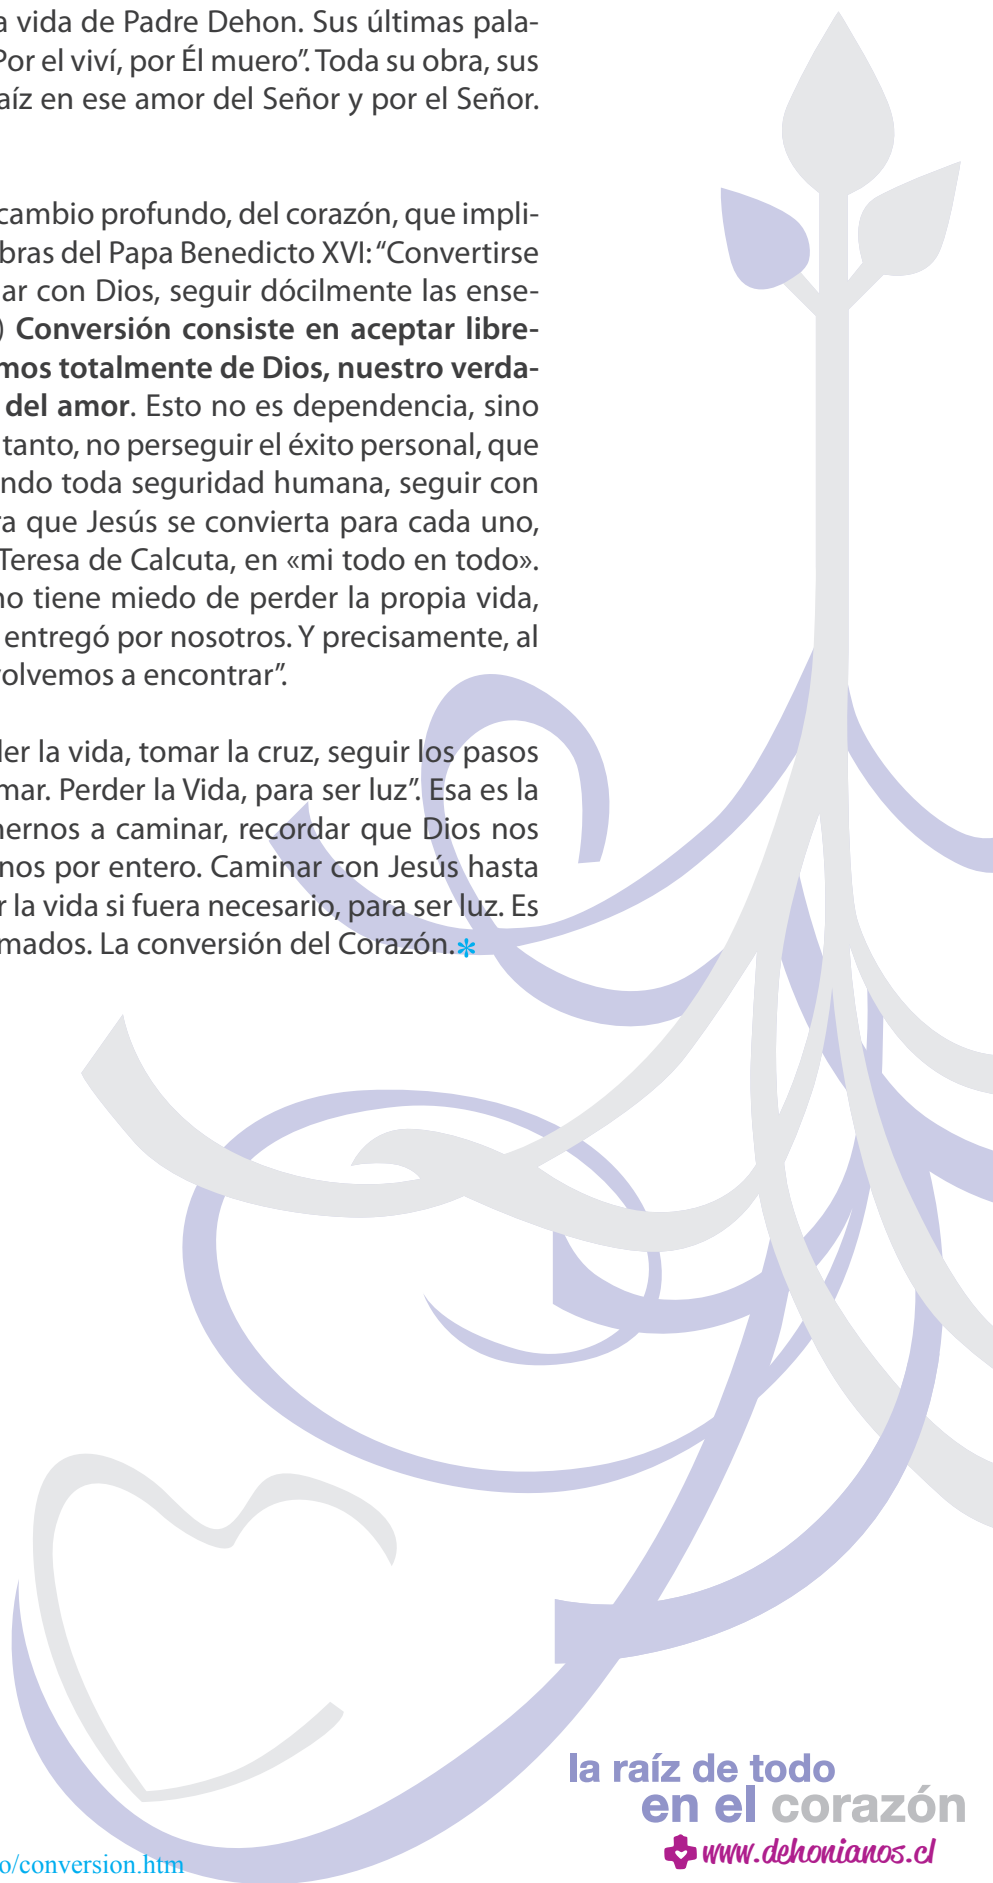 a vida de Padre Dehon. Sus últimas pala-
Por el viví, por Él muero”. Toda su obra, sus
aíz en ese amor del Señor y por el Señor.
cambio profundo, del corazón, que impli-
bras del Papa Benedicto XVI: “Convertirse
ar con Dios, seguir dócilmente las ense-
) Conversión consiste en aceptar libre-
mos totalmente de Dios, nuestro verda-
del amor. Esto no es dependencia, sino
tanto, no perseguir el éxito personal, que
ndo toda seguridad humana, seguir con
ra que Jesús se convierta para cada uno,
Teresa de Calcuta, en «mi todo en todo».
no tiene miedo de perder la propia vida,
entregó por nosotros. Y precisamente, al
volvemos a encontrar”.
der la vida, tomar la cruz, seguir los pasos
mar. Perder la Vida, para ser luz”. Esa es la
nernos a caminar, recordar que Dios nos
nos por entero. Caminar con Jesús hasta
r la vida si fuera necesario, para ser luz. Es
mados. La conversión del Corazón.*
la raíz de todo
en el corazón
www.dehonianos.cl
o/conversion.htm